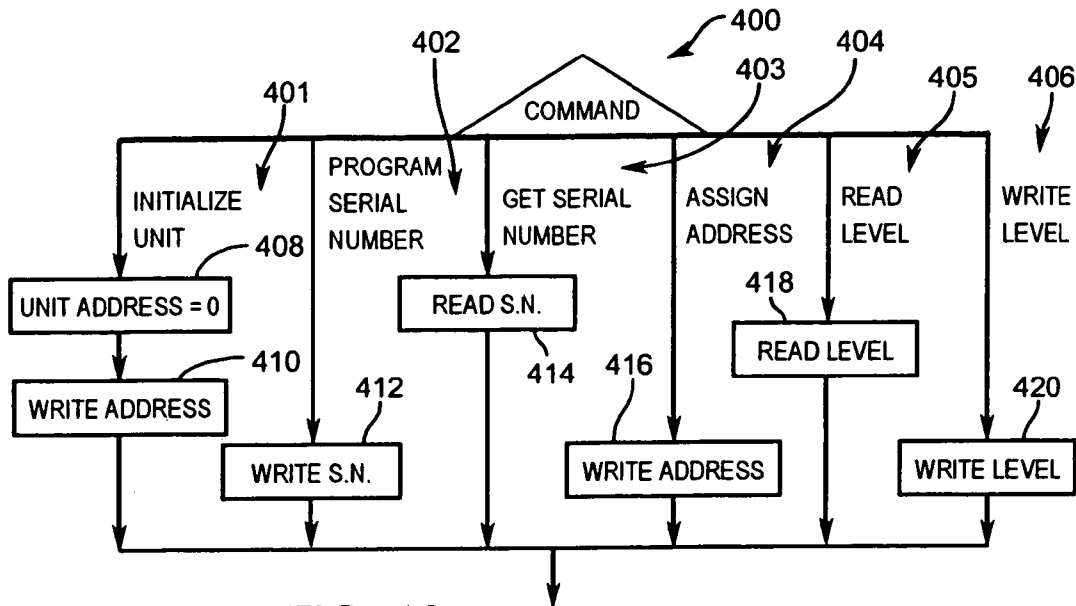 400
402
404
403
405
406
401
COMMAND
PROGRAM
SERIAL
NUMBER
INITIALIZE
UNIT
GET SERIAL
NUMBER
ASSIGN
ADDRESS
READ
LEVEL
WRITE
LEVEL
408
UNIT ADDRESS = 0
READ S.N.
418
414
READ LEVEL
410
WRITE ADDRESS
412
416
420
WRITE S.N.
WRITE ADDRESS
WRITE LEVEL